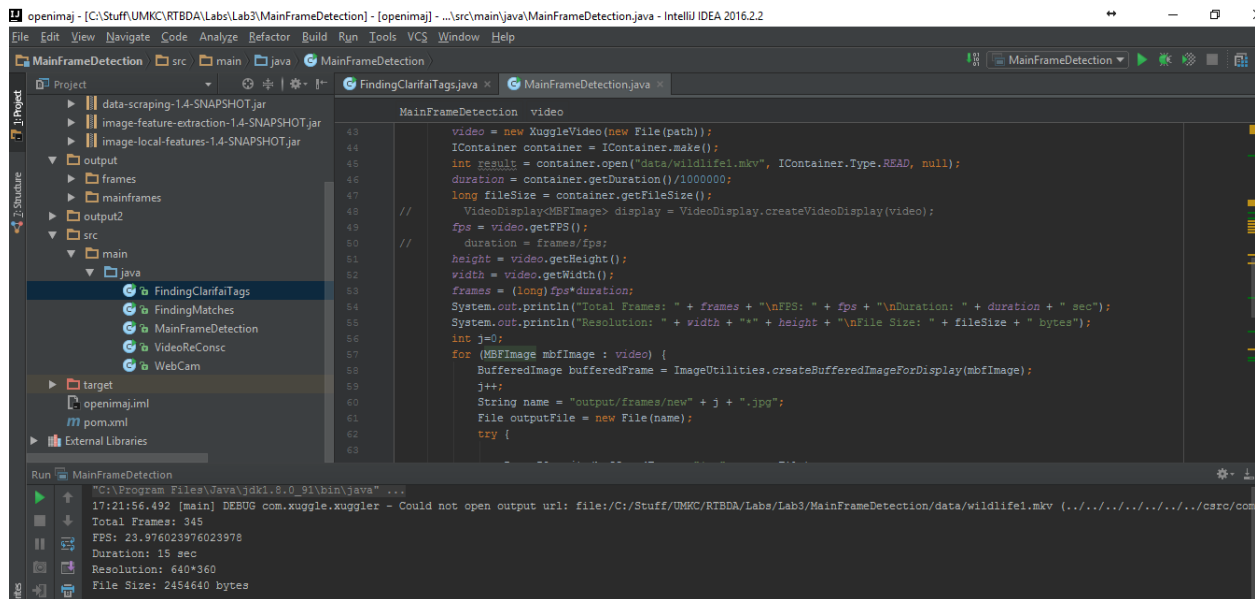 openimaj - [C:\Stuff\UMKC\RTBDA\Labs\Lab3\MainFrameDetection] - [openimaj] - ...\src\main\java\MainFrameDetection.java - IntelliJ IDEA 2016.2.2
File Edit View Navigate Code Analyze Refactor Build Run Tools VCS Window Help
MainFrameDetection src main java MainFrameDetection
MainFrameDetection
Project
FindingClarifaiTags.java MainFrameDetection.java
1: Project
7: Structure
data-scraping-1.4-SNAPSHOT.jar
image-feature-extraction-1.4-SNAPSHOT.jar
image-local-features-1.4-SNAPSHOT.jar
output
frames
mainframes
output2
src
main
java
FindingClarifaiTags
FindingMatches
MainFrameDetection
VideoReConsc
WebCam
target
openimaj.iml
m pom.xml
External Libraries
MainFrameDetection video
43 video = new XuggleVideo(new File(path));
44 IContainer container = IContainer.make();
45 int result = container.open("data/wildlife1.mkv", IContainer.Type.READ, null);
46 duration = container.getDuration()/1000000;
47 long fileSize = container.getFileSize();
48 // VideoDisplay<MBFImage> display = VideoDisplay.createVideoDisplay(video);
49 fps = video.getFPS();
50 // duration = frames/fps;
51 height = video.getHeight();
52 width = video.getWidth();
53 frames = (long)fps*duration;
54 System.out.println("Total Frames: " + frames + "\nFPS: " + fps + "\nDuration: " + duration + " sec");
55 System.out.println("Resolution: " + width + "*" + height + "\nFile Size: " + fileSize + " bytes");
56 int j=0;
57 for (MBFImage mbfImage : video) {
58 BufferedImage bufferedFrame = ImageUtilities.createBufferedImageForDisplay(mbfImage);
59 j++;
60 String name = "output/frames/new" + j + ".jpg";
61 File outputFile = new File(name);
62 try {
63
Run MainFrameDetection
"C:\Program Files\Java\jdk1.8.0_91\bin\java" ...
17:21:56.492 [main] DEBUG com.xuggle.xuggler - Could not open output url: file:/C:/Stuff/UMKC/RTBDA/Labs/Lab3/MainFrameDetection/data/wildlife1.mkv (../../../../../../../csrc/com
Total Frames: 345
FPS: 23.976023976023978
Duration: 15 sec
Resolution: 640*360
File Size: 2454640 bytes